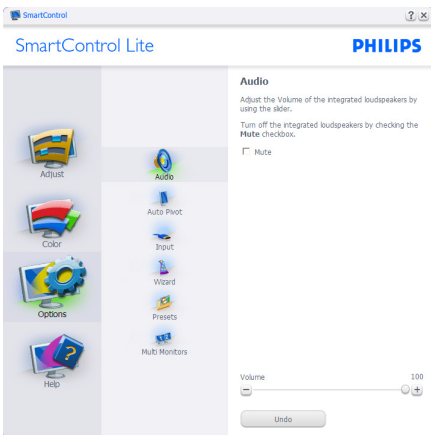 SmartControl
SmartControl Lite
PHILIPS
Adjust
Color
Options
Help
Audio
Auto Pivot
Input
Wizard
Presets
Multi Monitors
Audio
Adjust the Volume of the integrated loudspeakers by
using the slider.
Turn off the integrated loudspeakers by checking the
Mute checkbox.
Mute
Volume 100
Undo